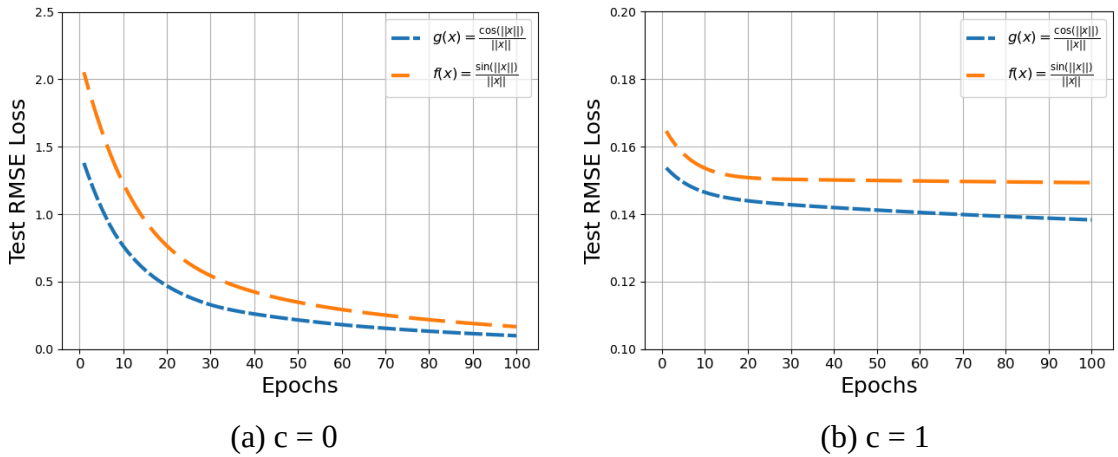 2.5
2.0
1.5
1.0
0.5
0.0
Test RMSE Loss
g(x) = cos(||x||) / ||x||
f(x) = sin(||x||) / ||x||
0 10 20 30 40 50 60 70 80 90 100
Epochs
(a) c = 0
0.20
0.18
0.16
0.14
0.12
0.10
Test RMSE Loss
g(x) = cos(||x||) / ||x||
f(x) = sin(||x||) / ||x||
0 10 20 30 40 50 60 70 80 90 100
Epochs
(b) c = 1